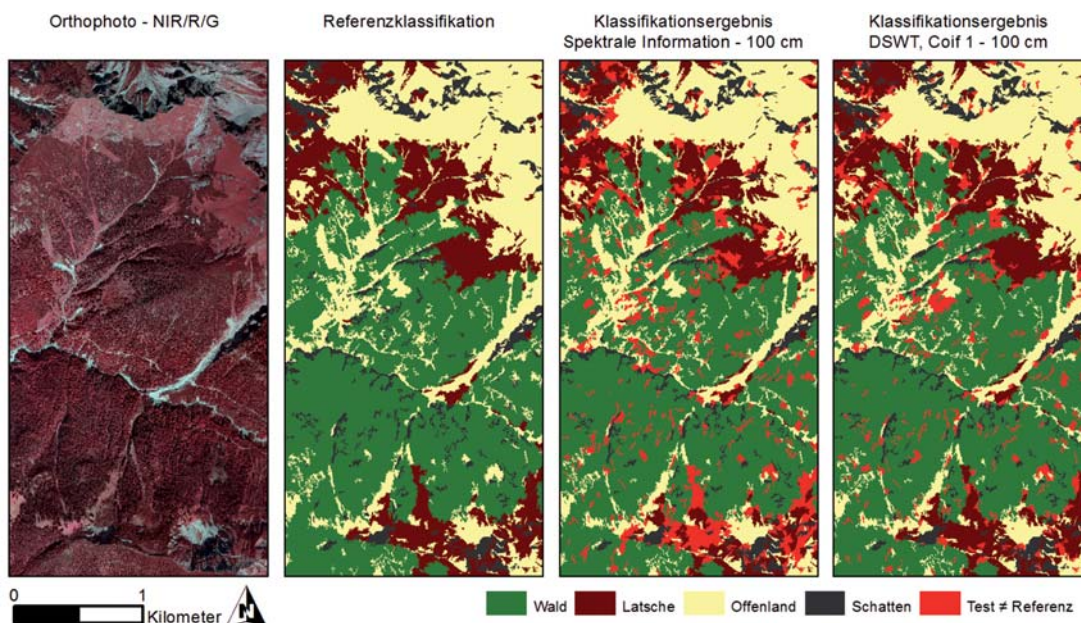 Orthophoto - NIR/R/G
Referenzklassifikation
Klassifikationsergebnis
Spektrale Information - 100 cm
Klassifikationsergebnis
DSWT, Coif 1 - 100 cm
0 1
Kilometer N
Wald Latsche Offenland Schatten Test ≠ Referenz